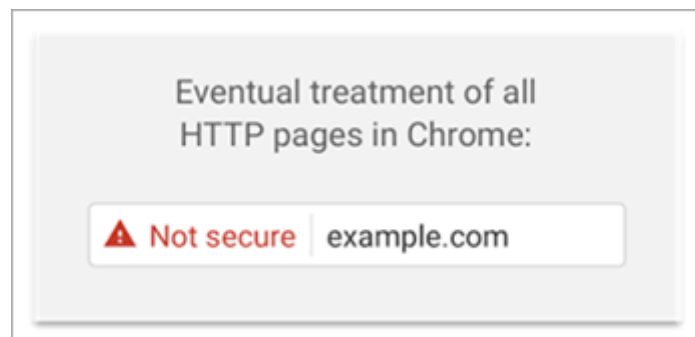 Eventual treatment of all
HTTP pages in Chrome:
Not secure example.com